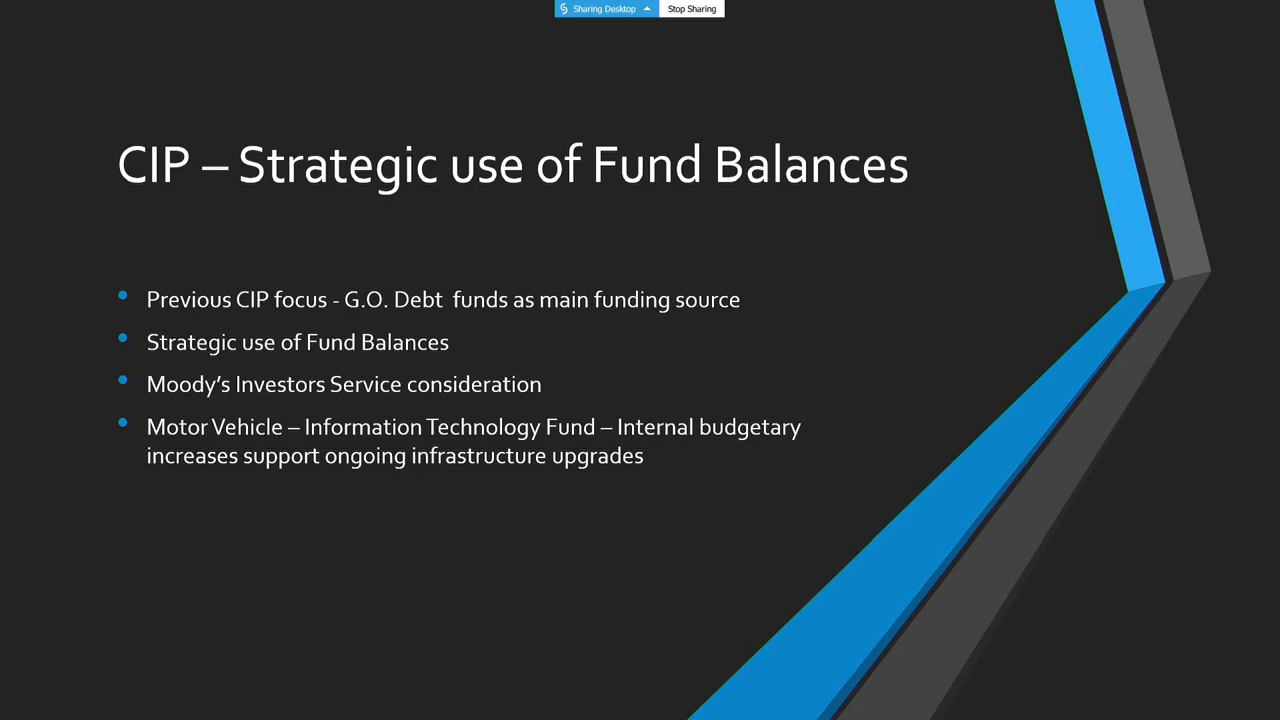 Sharing Desktop Stop Sharing
CIP – Strategic use of Fund Balances
Previous CIP focus - G.O. Debt  funds as main funding source
Strategic use of Fund Balances
Moody’s Investors Service consideration
Motor Vehicle – Information Technology Fund – Internal budgetary
increases support ongoing infrastructure upgrades